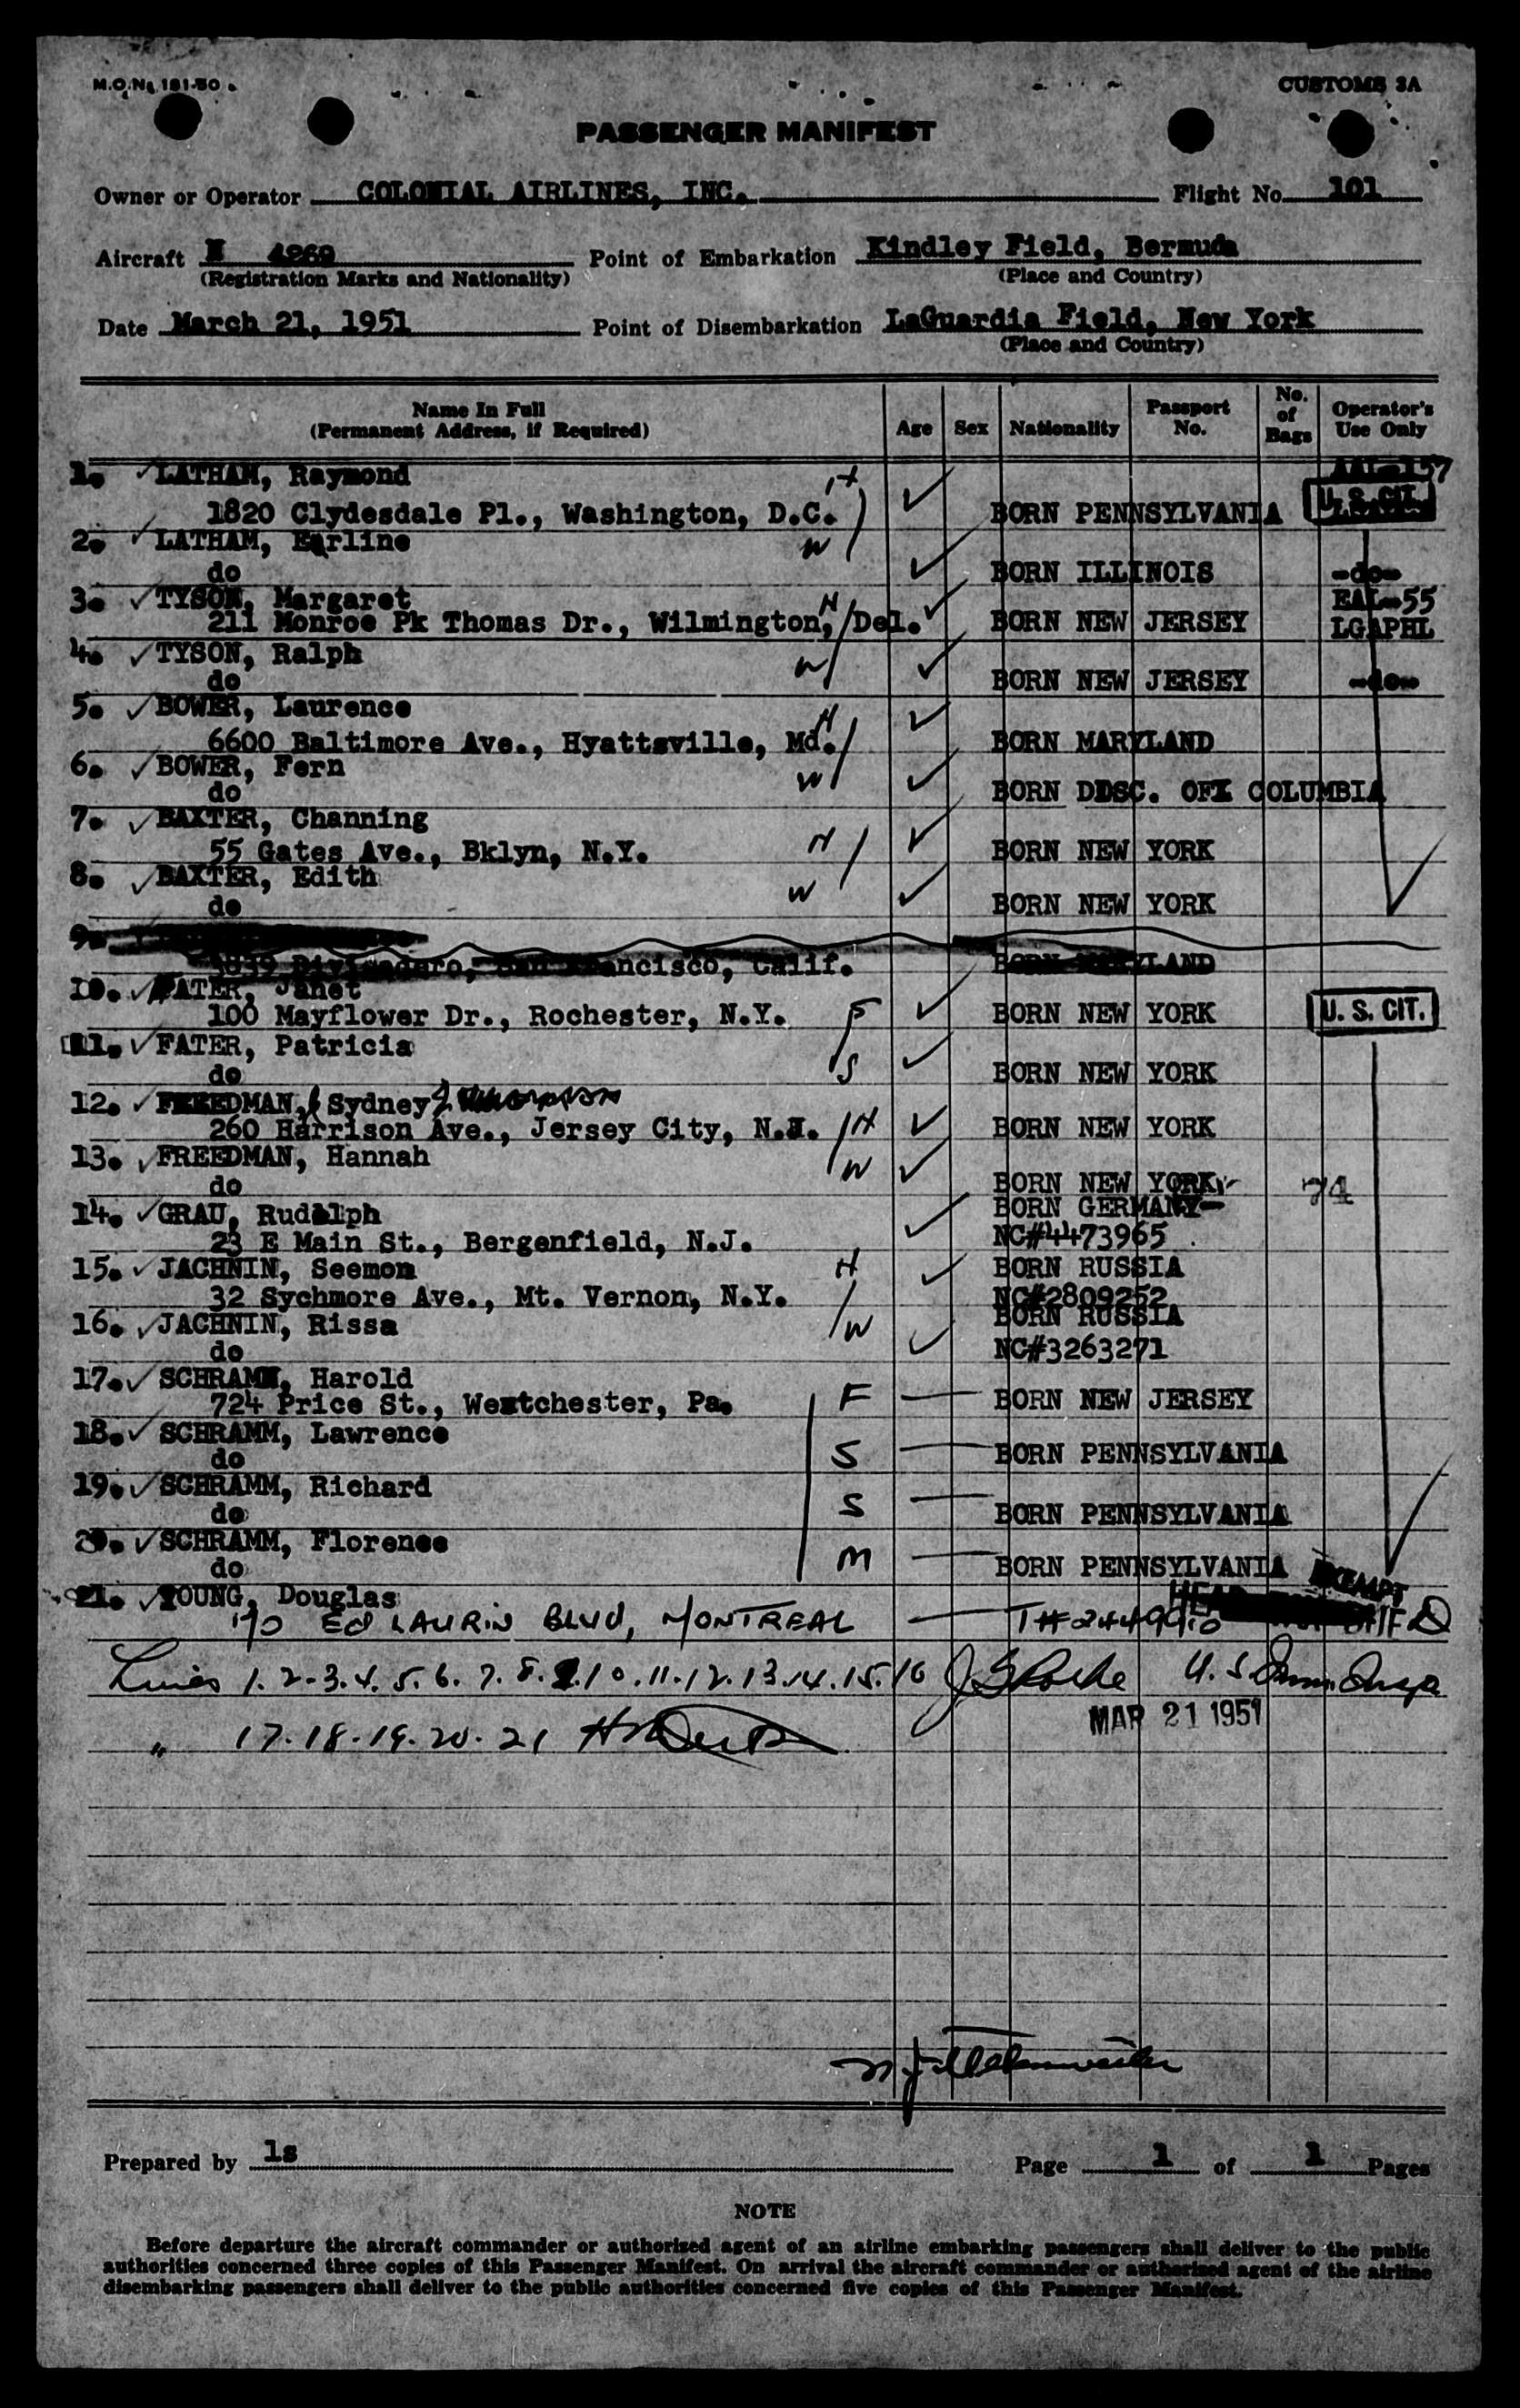 M.O.No 191-50
CUSTOMS 3A
PASSENGER MANIFEST
Owner or Operator COLONIAL AIRLINES, INC. Flight No. 101
Aircraft N 4269 Point of Embarkation Kindley Field, Bermuda
(Registration Marks and Nationality) (Place and Country)
Date March 21, 1951 Point of Disembarkation LaGuardia Field, New York
(Place and Country)
Name In Full (Permanent Address, if Required) Age Sex Nationality Passport No. No. of Bags Operator's Use Only
1. ✓ LATHAM, Raymond
1820 Clydesdale Pl., Washington, D.C. H ✓ BORN PENNSYLVANIA U. S. CIT.
2. ✓ LATHAM, Earline W
do ✓ BORN ILLINOIS -do-
3. ✓ TYSON, Margaret H EAL-55
211 Monroe Pk Thomas Dr., Wilmington, Del. ✓ BORN NEW JERSEY LGAPHL
4. ✓ TYSON, Ralph W
do ✓ BORN NEW JERSEY -do-
5. ✓ BOWER, Laurence H ✓
6600 Baltimore Ave., Hyattsville, Md. BORN MARYLAND
6. ✓ BOWER, Fern W ✓
do BORN DDSC. OFX COLUMBIA
7. ✓ BAXTER, Channing
55 Gates Ave., Bklyn, N.Y. H ✓ BORN NEW YORK
8. ✓ BAXTER, Edith W ✓
do BORN NEW YORK ✓
9.
Francisco, Calif. BORN MARYLAND
10. ✓ FATER, Janet
100 Mayflower Dr., Rochester, N.Y. S ✓ BORN NEW YORK U. S. CIT.
11. ✓ FATER, Patricia S ✓
do BORN NEW YORK
12. ✓ FREEDMAN, Sydney
260 Harrison Ave., Jersey City, N.J. H ✓ BORN NEW YORK
13. ✓ FREEDMAN, Hannah W ✓
do BORN NEW YORK 74
14. ✓ GRAU, Rudolph BORN GERMANY-
23 E Main St., Bergenfield, N.J. ✓ NC#4473965
15. ✓ JACHNIN, Seemon H ✓ BORN RUSSIA
32 Sychmore Ave., Mt. Vernon, N.Y. NC#2809252
16. ✓ JACHNIN, Rissa W BORN RUSSIA
do ✓ NC#3263271
17. ✓ SCHRAMM, Harold
724 Price St., Westchester, Pa. F — BORN NEW JERSEY
18. ✓ SCHRAMM, Lawrence
do S — BORN PENNSYLVANIA
19. ✓ SCHRAMM, Richard
do S — BORN PENNSYLVANIA
20. ✓ SCHRAMM, Florence
do M — BORN PENNSYLVANIA ✓
21. ✓ YOUNG, Douglas EXEMPT
170 Ed LAURIN BLVD, MONTREAL — T#2449910
Lines 1.2-3.4.5.6.7.8.10.11.12.13.14.15.16 U.S. Imm. Insp
MAR 21 1951
" 17.18.19.20.21
Prepared by ls Page 1 of 1 Pages
NOTE
Before departure the aircraft commander or authorized agent of an airline embarking passengers shall deliver to the public
authorities concerned three copies of this Passenger Manifest. On arrival the aircraft commander or authorized agent of the airline
disembarking passengers shall deliver to the public authorities concerned five copies of this Passenger Manifest.